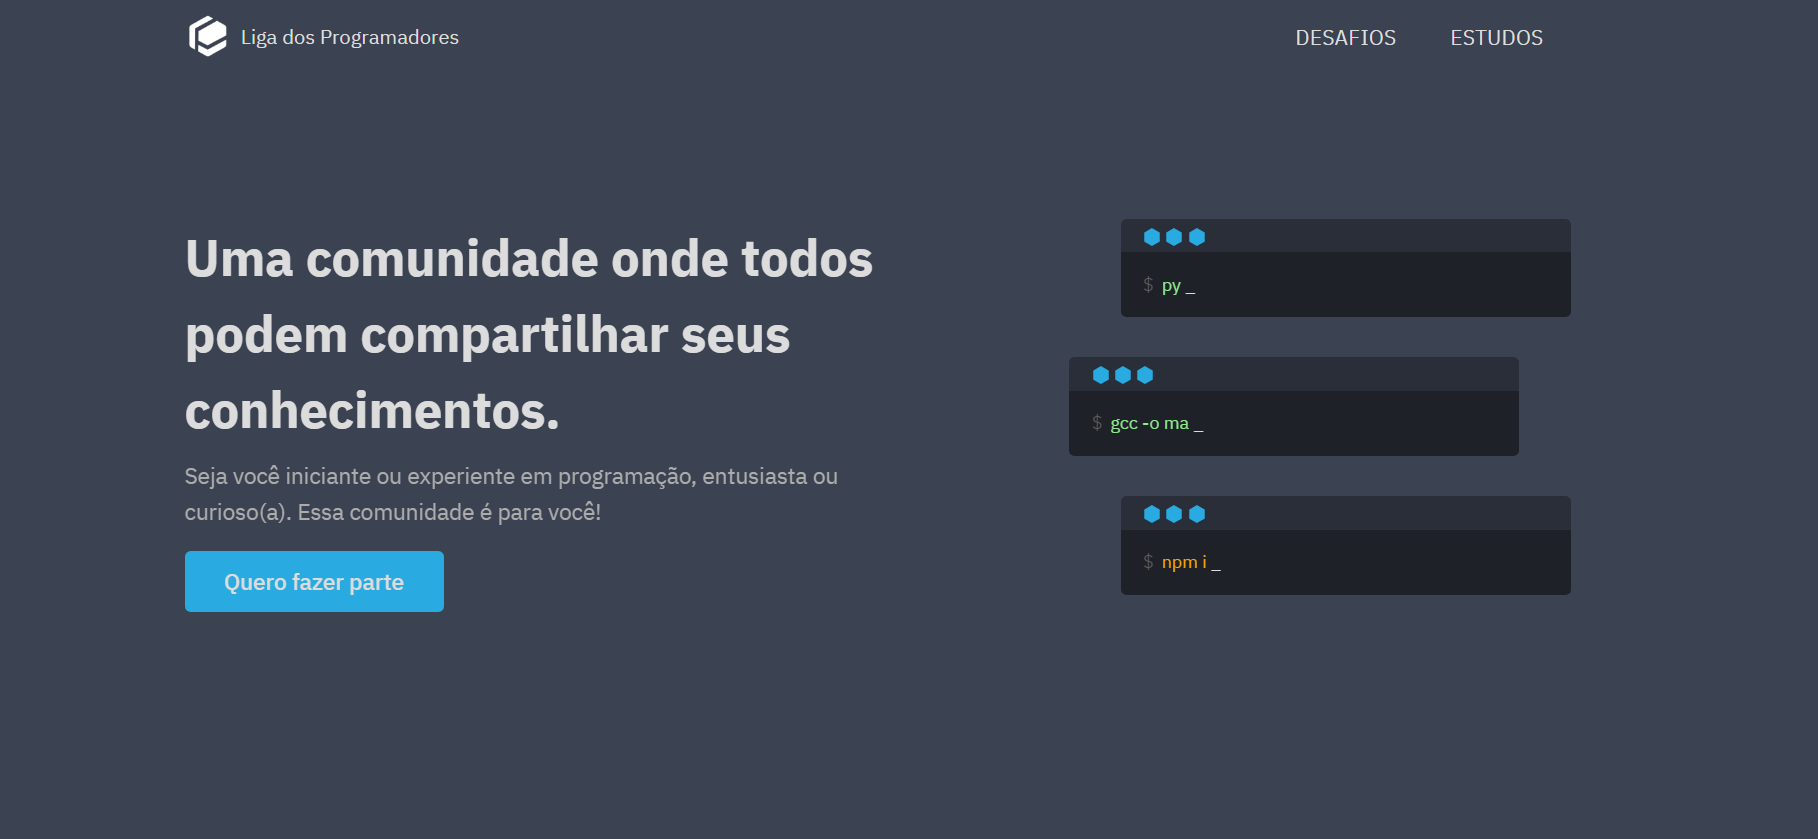 Liga dos Programadores
DESAFIOS
ESTUDOS
Uma comunidade onde todos
podem compartilhar seus
conhecimentos.
Seja você iniciante ou experiente em programação, entusiasta ou
curioso(a). Essa comunidade é para você!
Quero fazer parte
$ py _
$ gcc -o ma _
$ npm i _